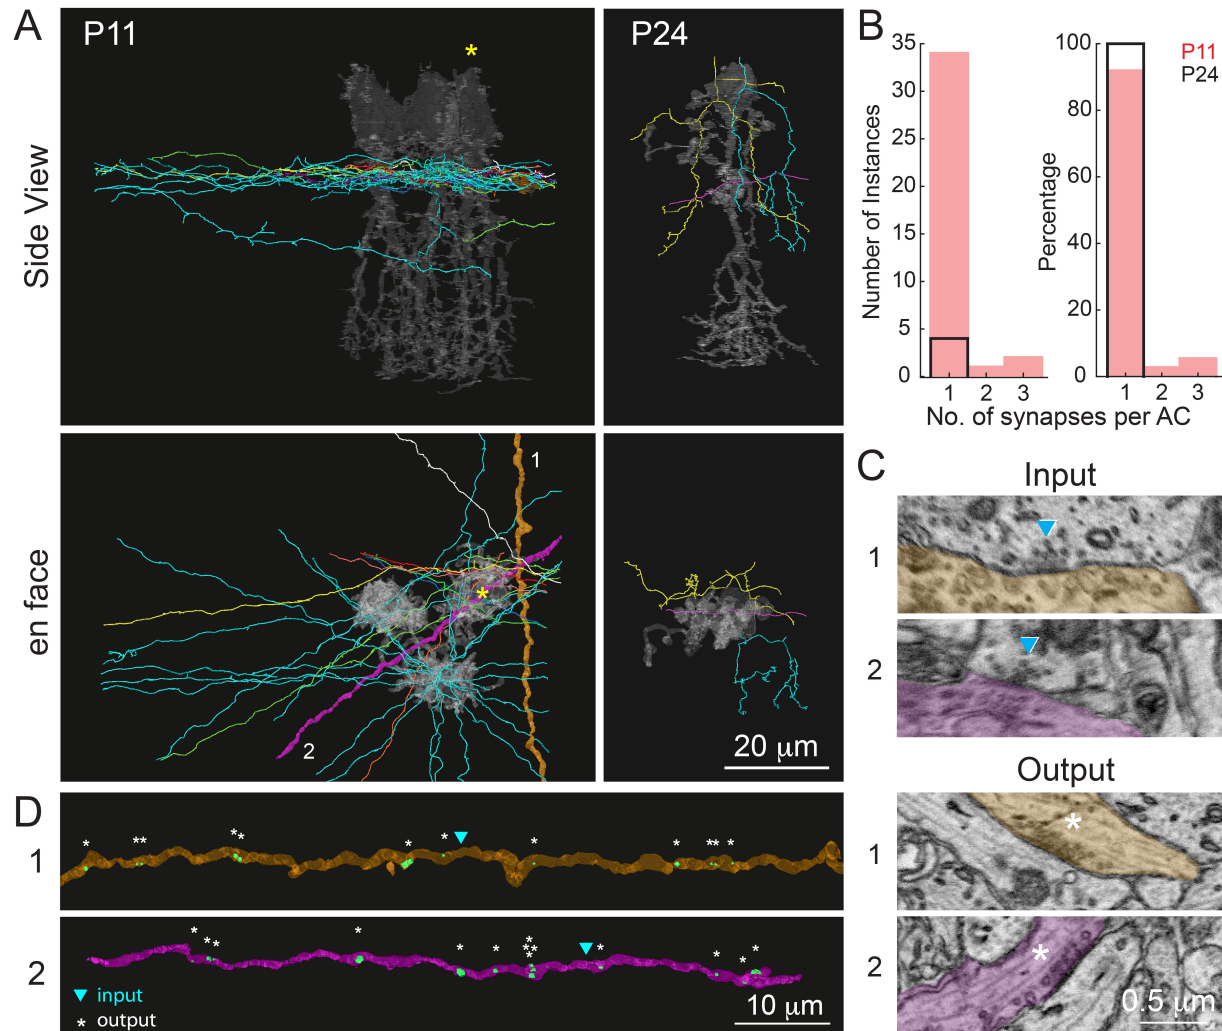 A
P11
*
P24
Side View
en face
1
*
2
20 μm
B
35
30
25
20
15
10
5
0
Number of Instances
1 2 3
100
80
60
40
20
0
Percentage
1 2 3
P11
P24
No. of synapses per AC
C
Input
1
2
Output
1
*
2
*
0.5 μm
D
1
* ** ** * * * * ** *
2
* * * * * * * * * * * * *
input
* output
10 μm